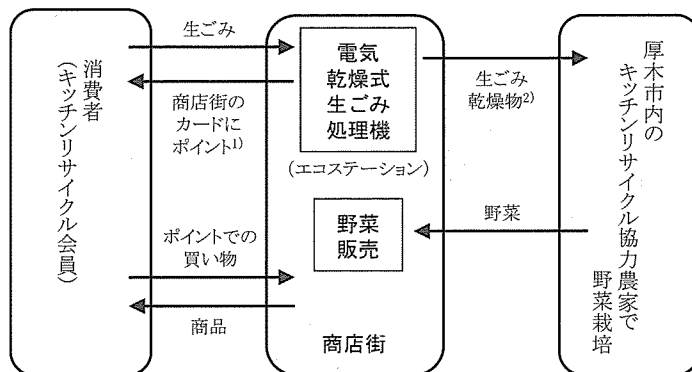 消費者
(キッチンリサイクル会員)
生ごみ
商店街の
カードに
ポイント1)
ポイントでの
買い物
商品
電気
乾燥式
生ごみ
処理機
(エコステーション)
野菜
販売
商店街
生ごみ
乾燥物2)
野菜
厚木市内の
キッチンリサイクル協力農家で
野菜栽培